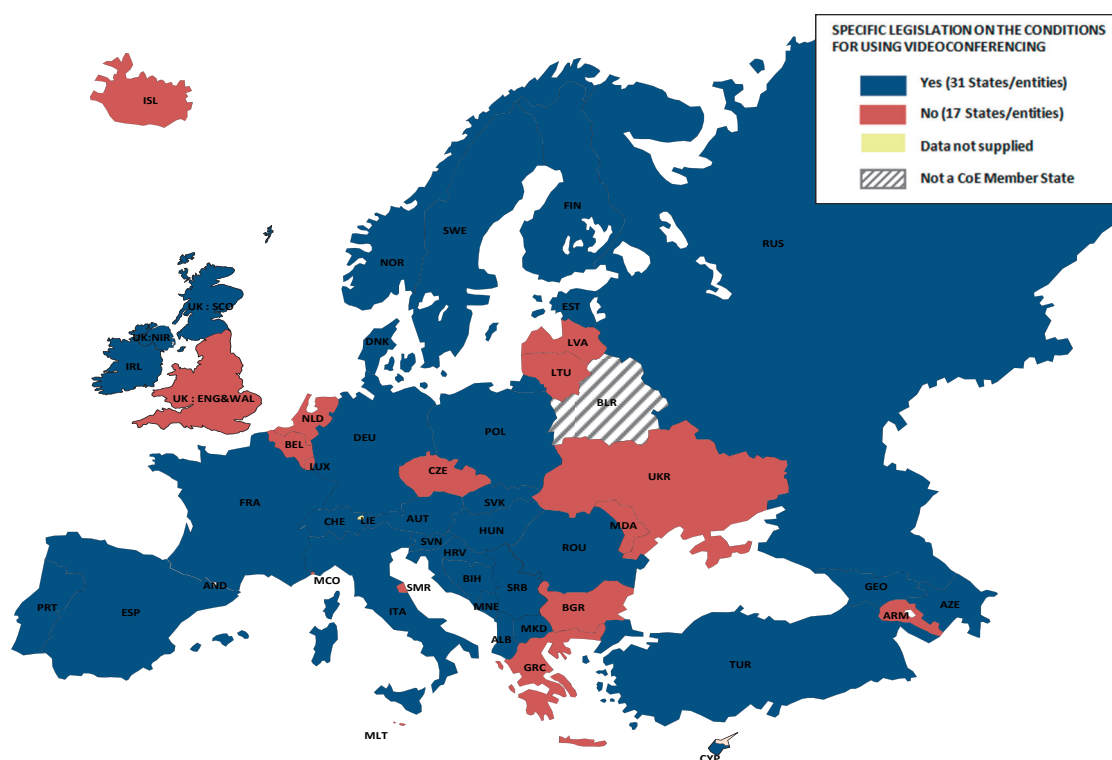 SPECIFIC LEGISLATION ON THE CONDITIONS
FOR USING VIDEOCONFERENCING
Yes (31 States/entities)
No (17 States/entities)
Data not supplied
Not a CoE Member State
ISL
FIN
SWE
RUS
NOR
UK : SCO
EST
UK:NIR
DNK
LVA
IRL
LTU
UK : ENG&WAL
BLR
NLD
POL
DEU
BEL
LUX
CZE
UKR
FRA
SVK
CHE
LIE
AUT
MDA
HUN
SVN
ROU
HRV
MCO
AND
SMR
BIH
SRB
GEO
PRT
ESP
ITA
MNE
BGR
AZE
ARM
MKD
ALB
GRC
TUR
MLT
CYP